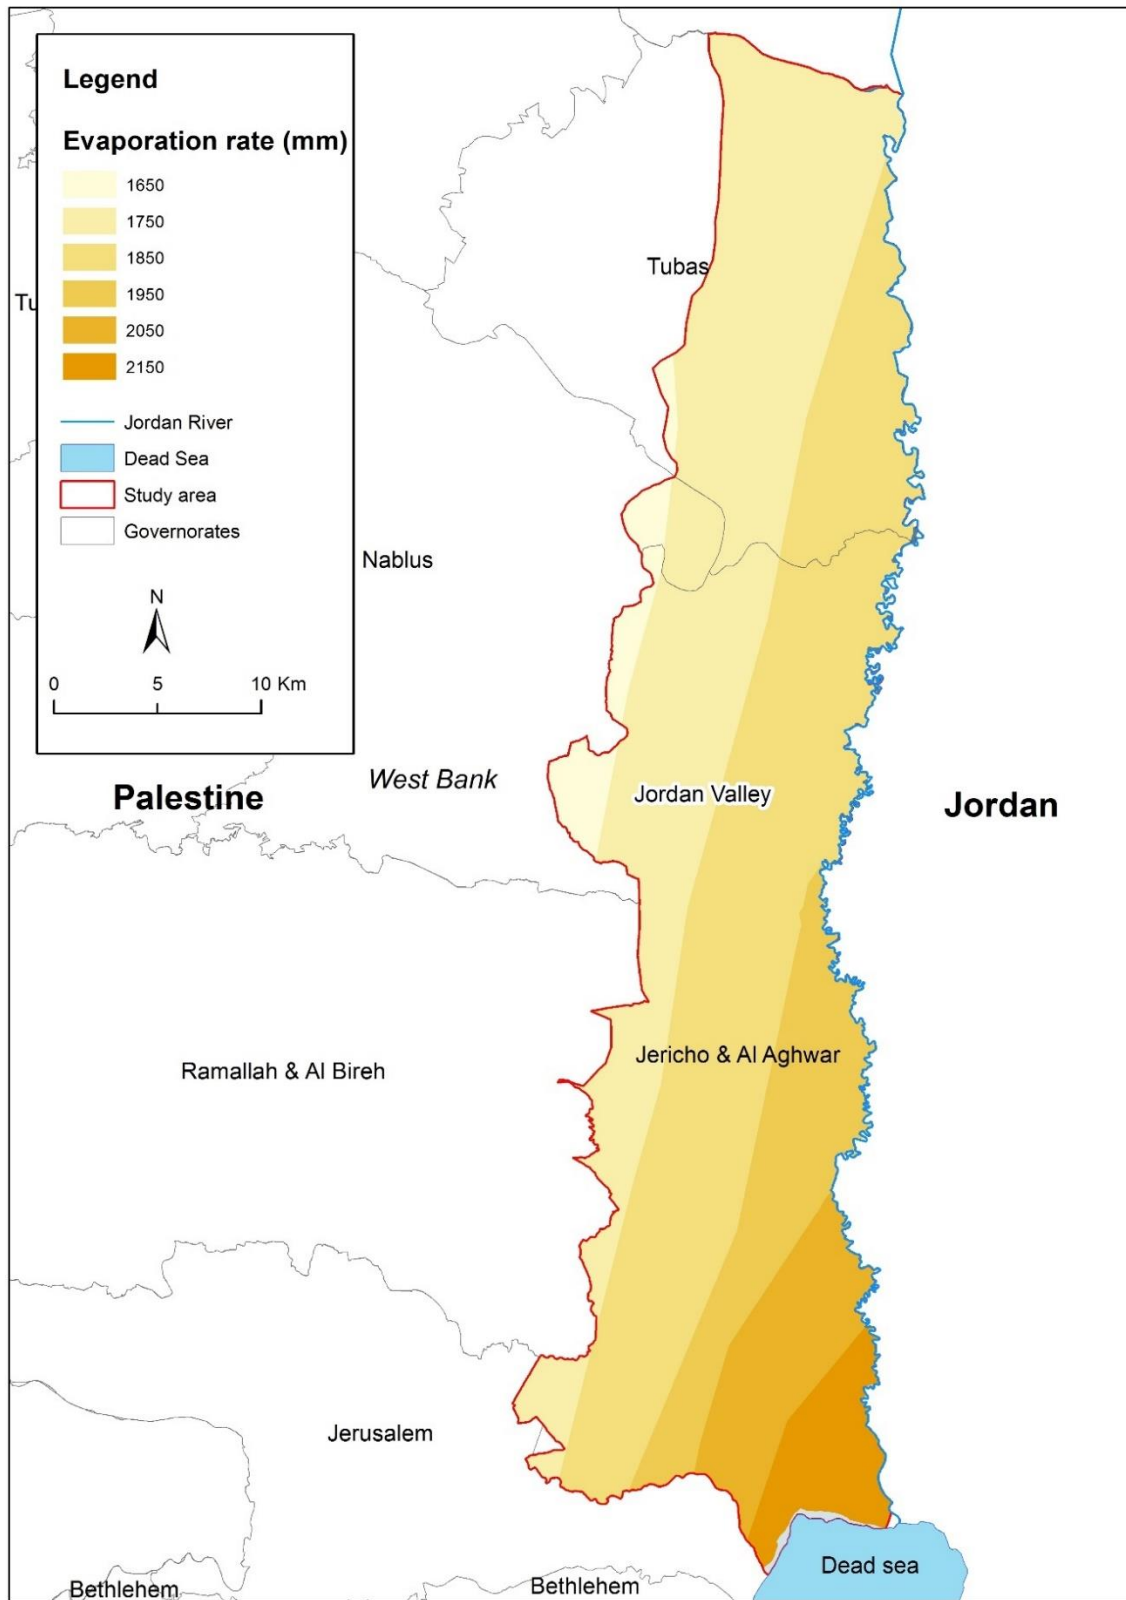 Legend
Evaporation rate (mm)
1650
1750
1850
1950
2050
2150
Jordan River
Dead Sea
Study area
Governorates
N
0 5 10 Km
Tu
Tubas
Nablus
West Bank
Palestine
Jordan Valley
Jordan
Jericho & Al Aghwar
Ramallah & Al Bireh
Jerusalem
Dead sea
Bethlehem
Bethlehem